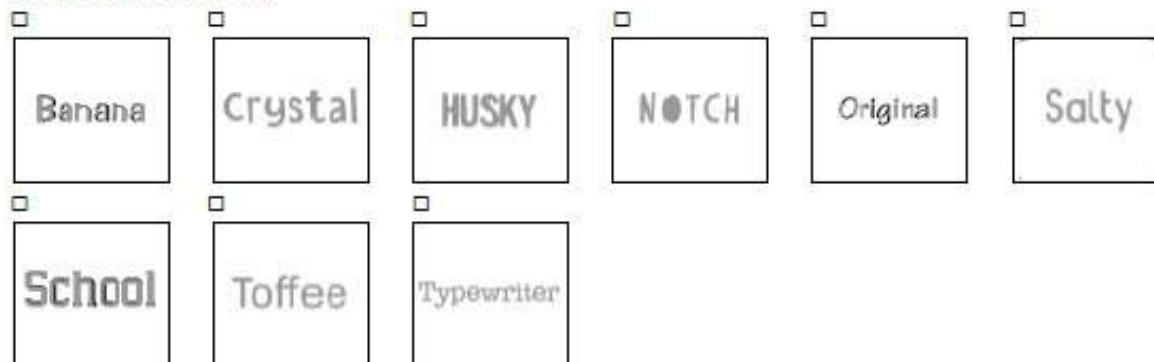 Banana Crystal HUSKY NOTCH Original Salty
School Toffee Typewriter